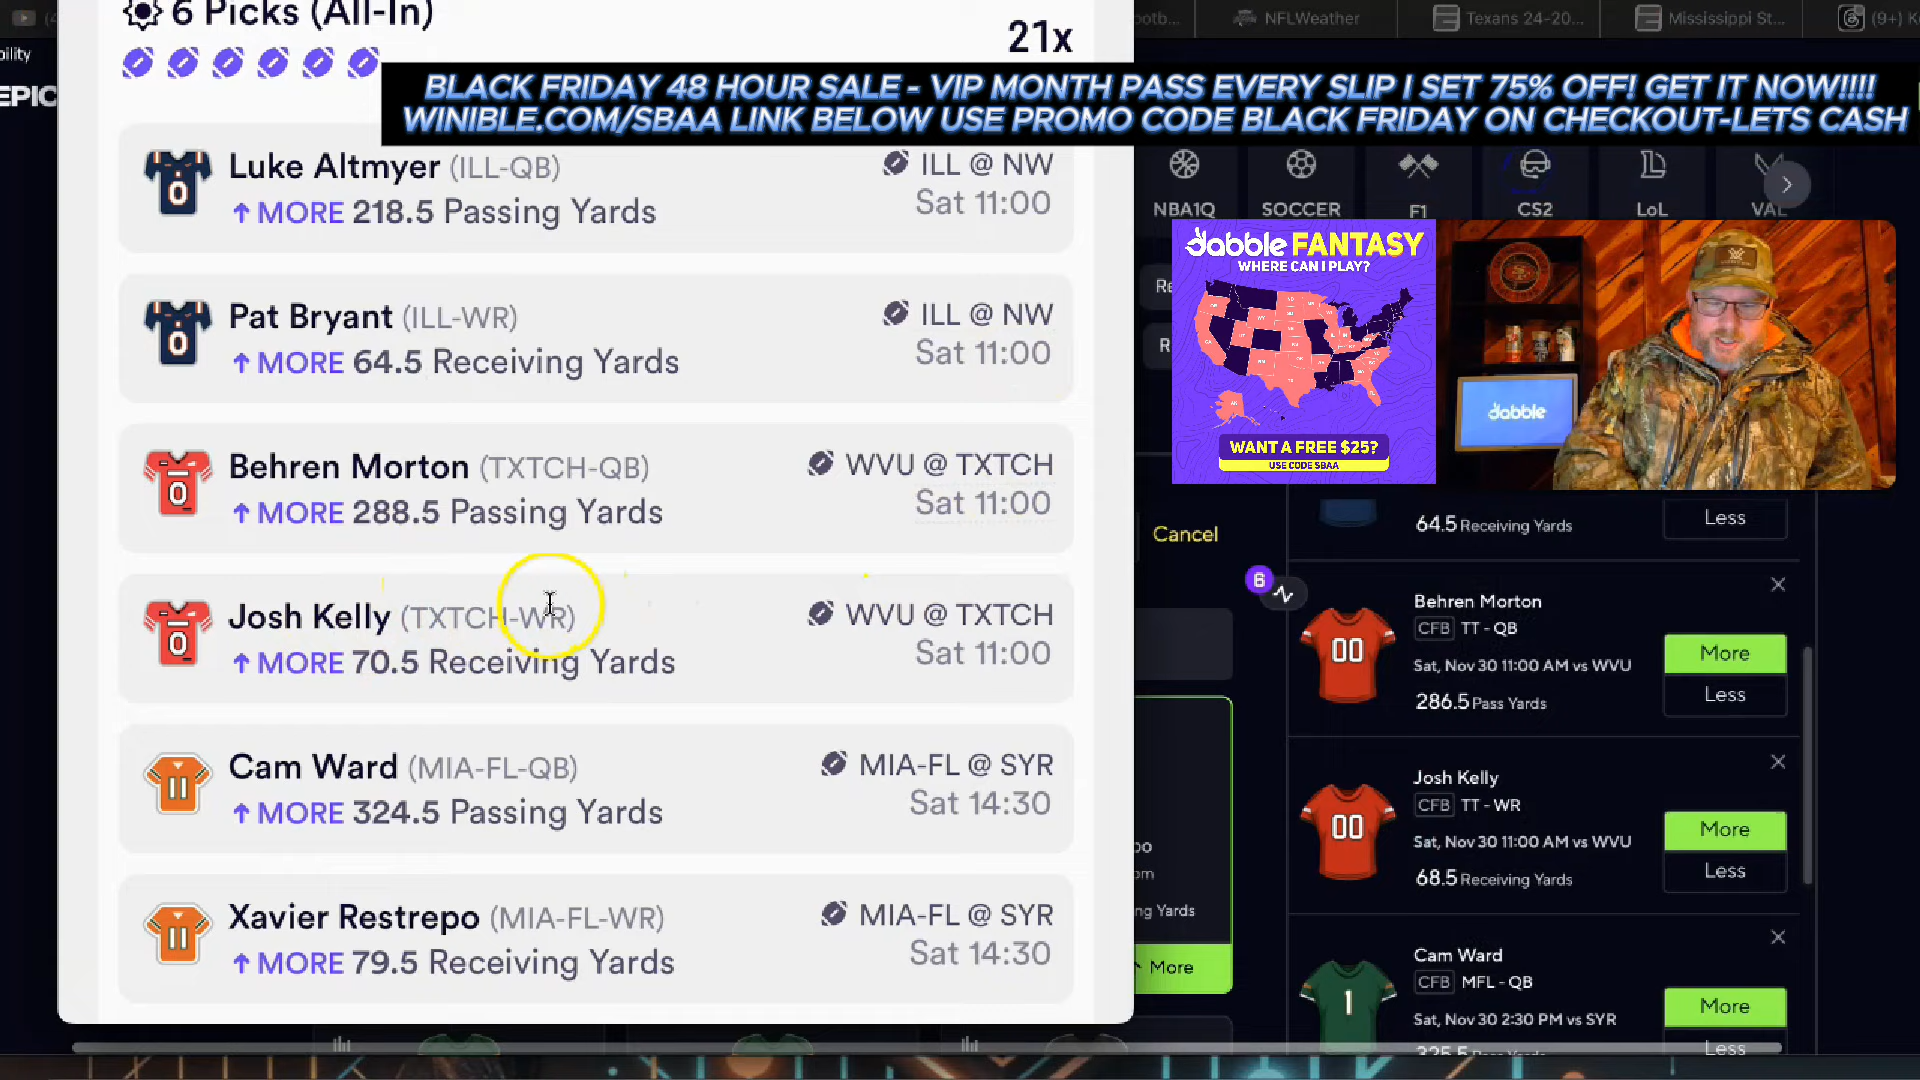 6 Picks (All-In)
21x
BLACK FRIDAY 48 HOUR SALE - VIP MONTH PASS EVERY SLIP I SET 75% OFF! GET IT NOW!!!!
WINIBLE.COM/SBAA LINK BELOW USE PROMO CODE BLACK FRIDAY ON CHECKOUT-LETS CASH
NFLWeather
Texans 24-20...
Mississippi St...
Luke Altmyer (ILL-QB)
ILL @ NW
↑ MORE 218.5 Passing Yards
Sat 11:00
Pat Bryant (ILL-WR)
ILL @ NW
↑ MORE 64.5 Receiving Yards
Sat 11:00
Behren Morton (TXTCH-QB)
WVU @ TXTCH
↑ MORE 288.5 Passing Yards
Sat 11:00
Josh Kelly (TXTCH-WR)
WVU @ TXTCH
↑ MORE 70.5 Receiving Yards
Sat 11:00
Cam Ward (MIA-FL-QB)
MIA-FL @ SYR
↑ MORE 324.5 Passing Yards
Sat 14:30
Xavier Restrepo (MIA-FL-WR)
MIA-FL @ SYR
↑ MORE 79.5 Receiving Yards
Sat 14:30
NBA1Q
SOCCER
F1
CS2
LoL
VAL
dabble FANTASY
WHERE CAN I PLAY?
WANT A FREE $25?
USE CODE SBAA
dabble
Cancel
6
More
64.5 Receiving Yards
Less
Behren Morton
CFB TT - QB
Sat, Nov 30 11:00 AM vs WVU
286.5 Pass Yards
More
Less
Josh Kelly
CFB TT - WR
Sat, Nov 30 11:00 AM vs WVU
68.5 Receiving Yards
More
Less
Cam Ward
CFB MFL - QB
Sat, Nov 30 2:30 PM vs SYR
325.5 Pass Yards
More
Less